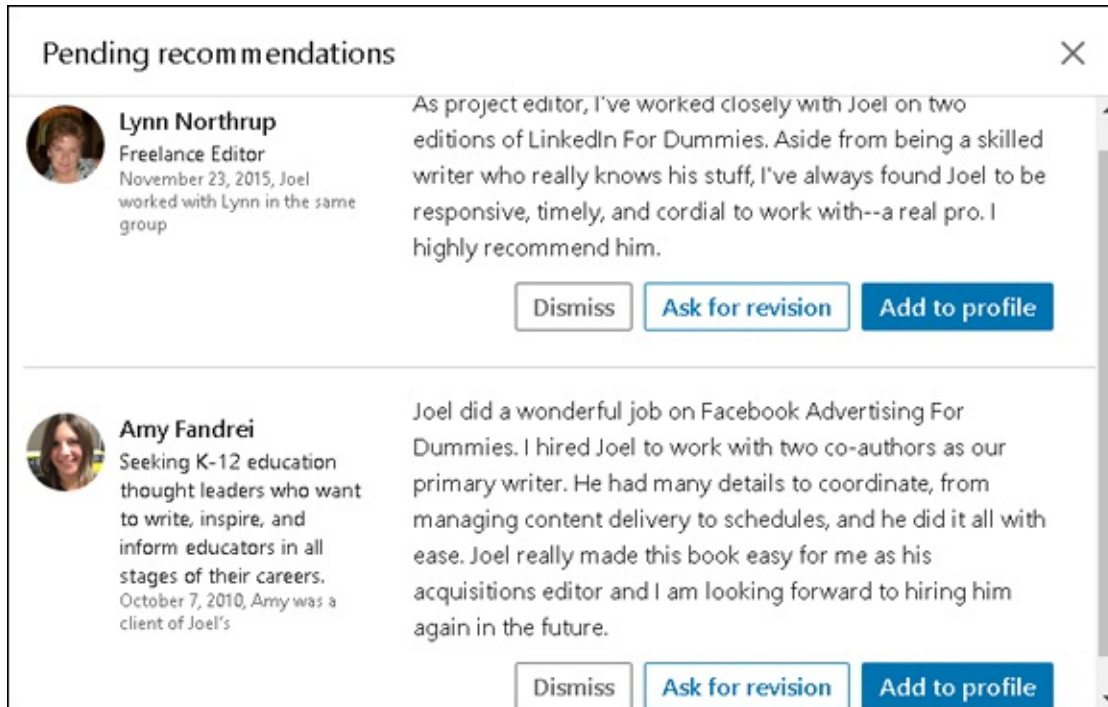 Pending recommendations
Lynn Northrup
Freelance Editor
November 23, 2015, Joel
worked with Lynn in the same
group
As project editor, I've worked closely with Joel on two
editions of LinkedIn For Dummies. Aside from being a skilled
writer who really knows his stuff, I've always found Joel to be
responsive, timely, and cordial to work with--a real pro. I
highly recommend him.
Dismiss
Ask for revision
Add to profile
Amy Fandrei
Seeking K-12 education
thought leaders who want
to write, inspire, and
inform educators in all
stages of their careers.
October 7, 2010, Amy was a
client of Joel's
Joel did a wonderful job on Facebook Advertising For
Dummies. I hired Joel to work with two co-authors as our
primary writer. He had many details to coordinate, from
managing content delivery to schedules, and he did it all with
ease. Joel really made this book easy for me as his
acquisitions editor and I am looking forward to hiring him
again in the future.
Dismiss
Ask for revision
Add to profile